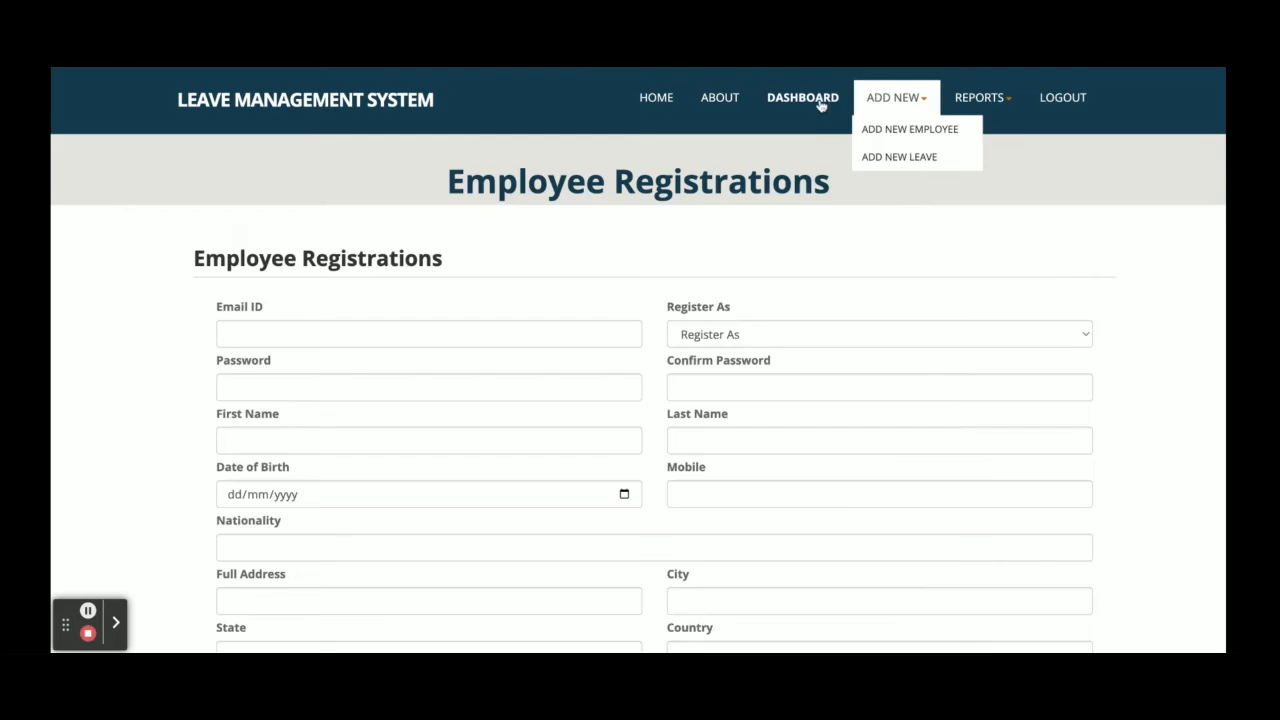 LEAVE MANAGEMENT SYSTEM
HOME ABOUT DASHBOARD ADD NEW REPORTS LOGOUT
ADD NEW EMPLOYEE
ADD NEW LEAVE
Employee Registrations
Employee Registrations
Email ID Register As
Register As
Password Confirm Password
First Name Last Name
Date of Birth Mobile
dd/mm/yyyy
Nationality
Full Address City
State Country